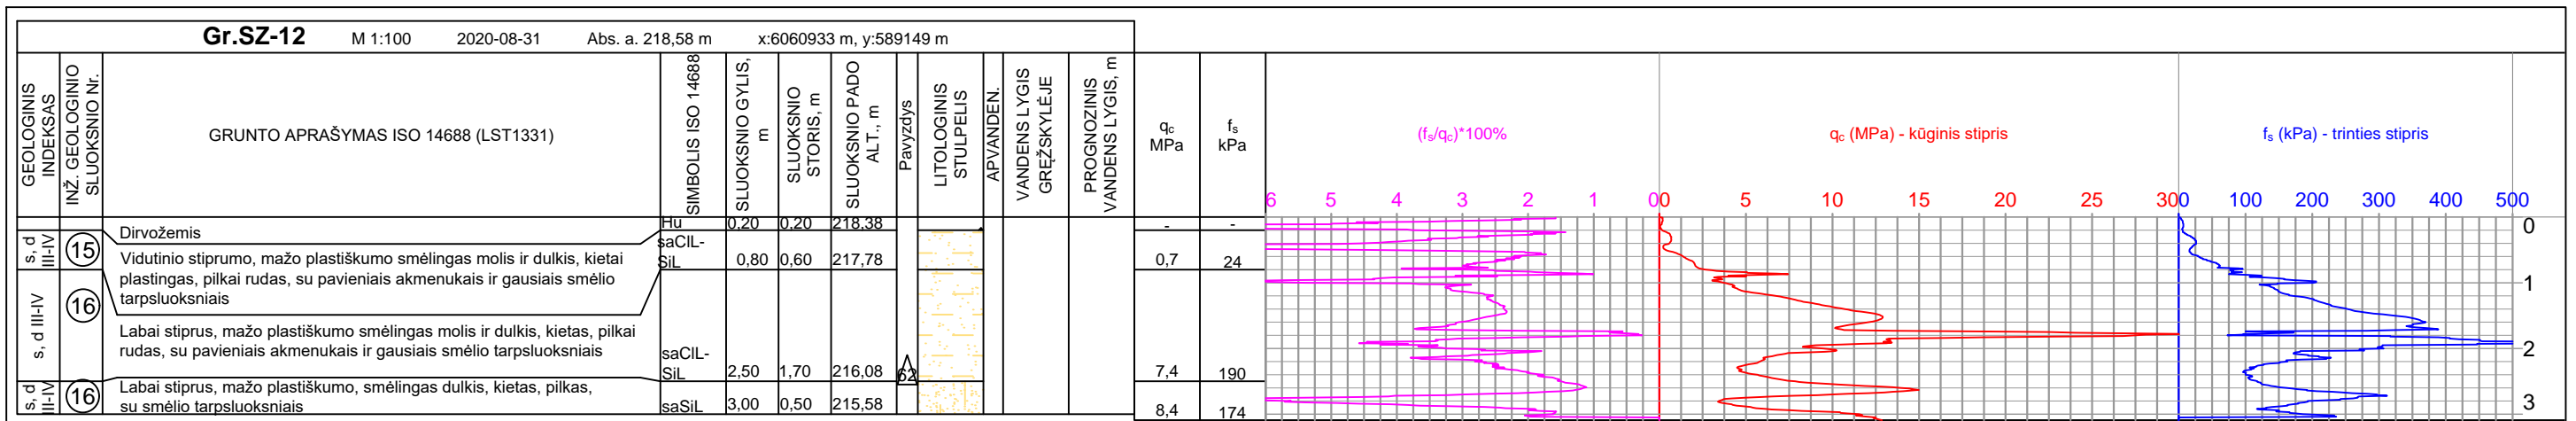 Gr.SZ-12 M 1:100 2020-08-31 Abs. a. 218,58 m x:6060933 m, y:589149 m
GEOLOGINIS
INDEKSAS
INŽ. GEOLOGINIO
SLUOKSNIO Nr.
GRUNTO APRAŠYMAS ISO 14688 (LST1331)
SIMBOLIS ISO 14688
SLUOKSNIO GYLIS,
m
SLUOKSNIO
STORIS, m
SLUOKSNIO PADO
ALT., m
Pavyzdys
LITOLOGINIS
STULPELIS
APVANDEN.
VANDENS LYGIS
GRĘŽSKYLĖJE
PROGNOZINIS
VANDENS LYGIS, m
qc
MPa
fs
kPa
(fs/qc)*100%
qc (MPa) - kūginis stipris
fs (kPa) - trinties stipris
6 5 4 3 2 1 0
0 5 10 15 20 25 30
0 100 200 300 400 500
Dirvožemis
Hu 0,20 0,20 218,38 - -
s, d
III-IV
15
Vidutinio stiprumo, mažo plastiškumo smėlingas molis ir dulkis, kietai
plastingas, pilkai rudas, su pavieniais akmenukais ir gausiais smėlio
tarpsluoksniais
saClL-
SiL 0,80 0,60 217,78 0,7 24
s, d III-IV
16
Labai stiprus, mažo plastiškumo smėlingas molis ir dulkis, kietas, pilkai
rudas, su pavieniais akmenukais ir gausiais smėlio tarpsluoksniais
saClL-
SiL 2,50 1,70 216,08 62 7,4 190
s, d
III-IV
16
Labai stiprus, mažo plastiškumo, smėlingas dulkis, kietas, pilkas,
su smėlio tarpsluoksniais
saSiL 3,00 0,50 215,58 8,4 174
0
1
2
3